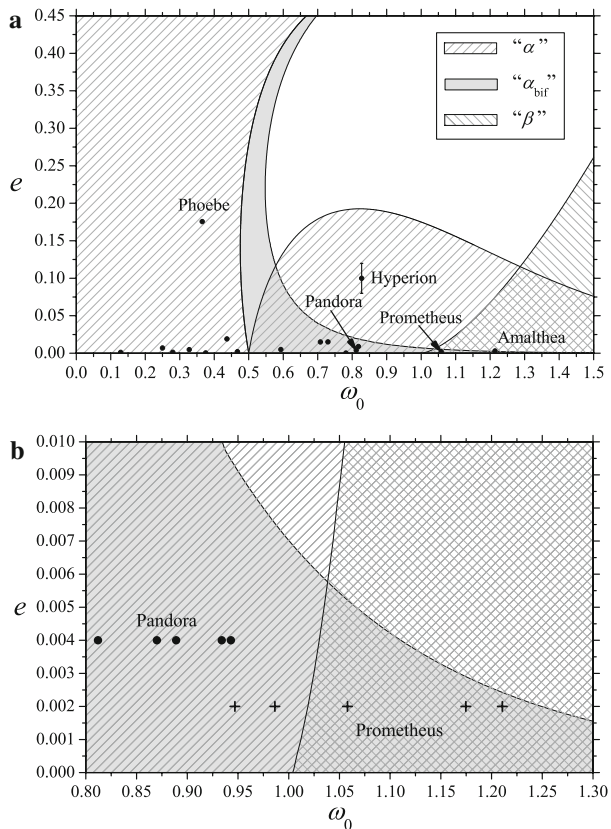 a
0.45
0.40
0.35
0.30
0.25
0.20
0.15
0.10
0.05
0.00
e
“α”
“α_bif”
“β”
Phoebe
Hyperion
Pandora
Prometheus
Amalthea
0.0 0.1 0.2 0.3 0.4 0.5 0.6 0.7 0.8 0.9 1.0 1.1 1.2 1.3 1.4 1.5
ω₀
b
0.010
0.009
0.008
0.007
0.006
0.005
0.004
0.003
0.002
0.001
0.000
e
Pandora
Prometheus
0.80 0.85 0.90 0.95 1.00 1.05 1.10 1.15 1.20 1.25 1.30
ω₀